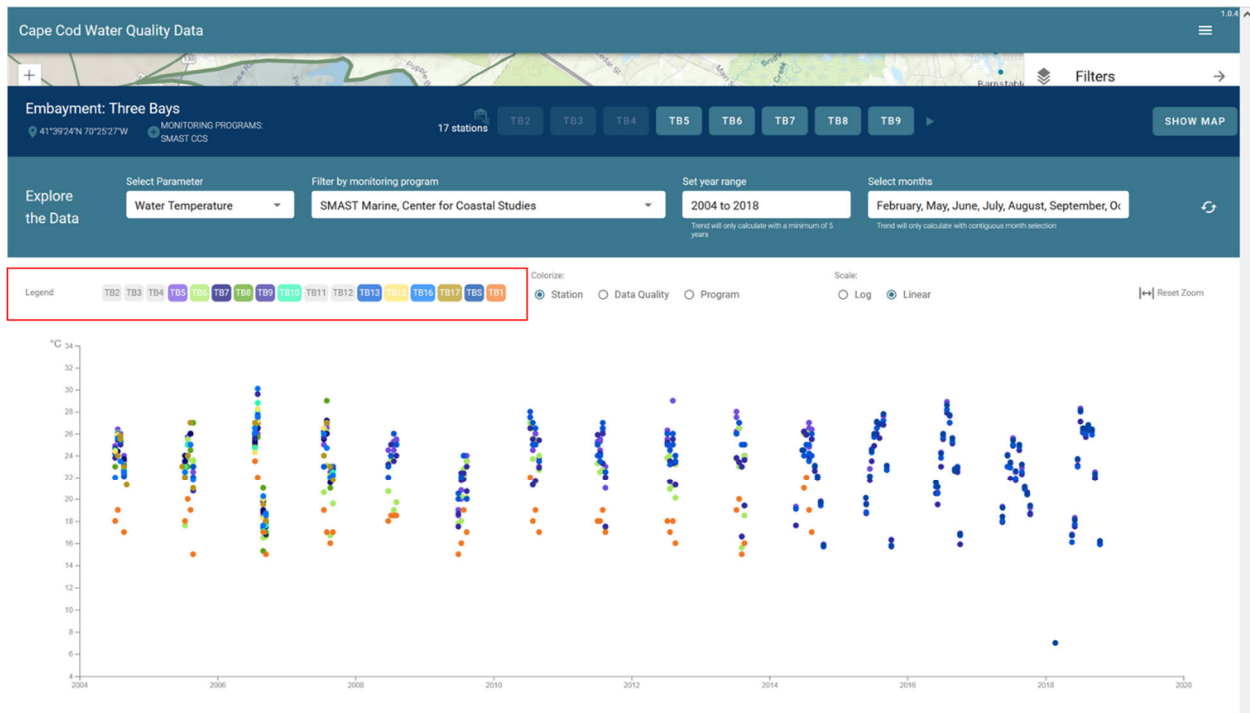 1.0.4
Cape Cod Water Quality Data
Filters
Embayment: Three Bays
41°39'24"N 70°25'27"W
MONITORING PROGRAMS:
SMAST CCS
17 stations
TB2 TB3 TB4 TB5 TB6 TB7 TB8 TB9
SHOW MAP
Explore
the Data
Select Parameter
Water Temperature
Filter by monitoring program
SMAST Marine, Center for Coastal Studies
Set year range
2004 to 2018
Trend will only calculate with a minimum of 5
years
Select months
February, May, June, July, August, September, Oc
Trend will only calculate with contiguous month selection
Legend
TB2 TB3 TB4 TB5 TB6 TB7 TB8 TB9 TB10 TB11 TB12 TB13 TB16 TB17 TBS TB1
Colorize:
Station Data Quality Program
Scale:
Log Linear
Reset Zoom
°C
34
32
30
28
26
24
22
20
18
16
14
12
10
8
6
4
2004 2006 2008 2010 2012 2014 2016 2018 2020